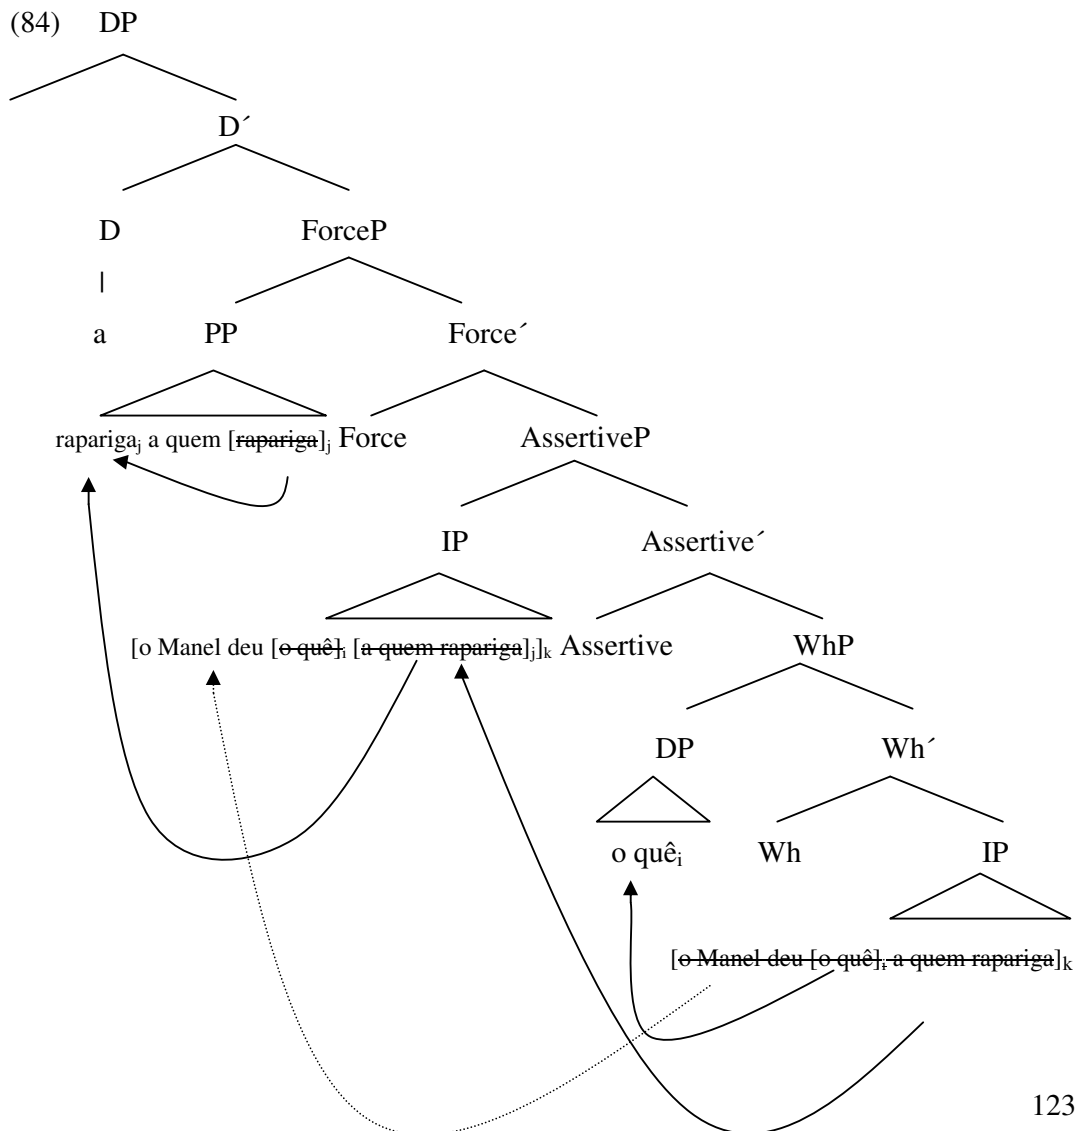 (84) DP
D´
D ForceP
|
a PP Force´
rapariga_j a quem [rapariga]_j Force AssertiveP
IP Assertive´
[o Manel deu [o quê]_i [a quem rapariga]_j]_k Assertive WhP
DP Wh´
o quê_i Wh IP
[o Manel deu [o quê]_i a quem rapariga]_k
123